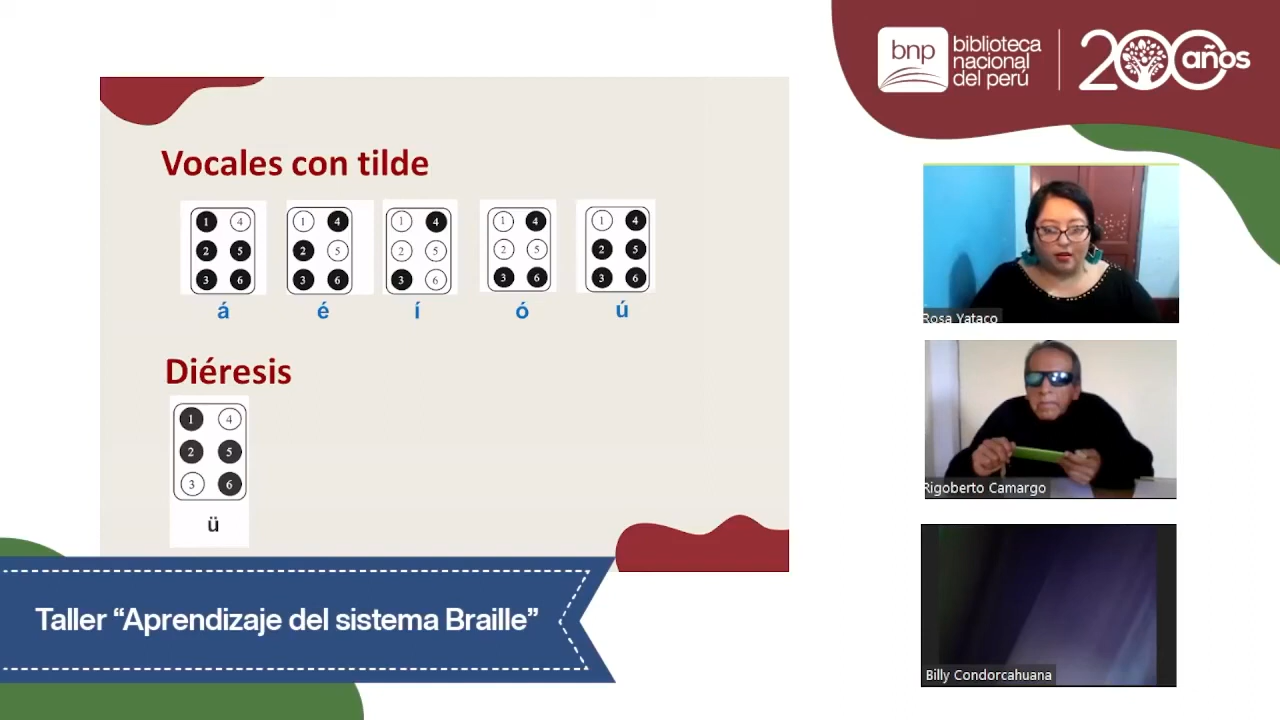 bnp
biblioteca
nacional
del perú
200 años
Vocales con tilde
1 4 1 4 1 4 1 4 1 4
2 5 2 5 2 5 2 5 2 5
3 6 3 6 3 6 3 6 3 6
á é í ó ú
Diéresis
1 4
2 5
3 6
ü
Rosa Yataco
Rigoberto Camargo
Billy Condorcahuana
Taller “Aprendizaje del sistema Braille”